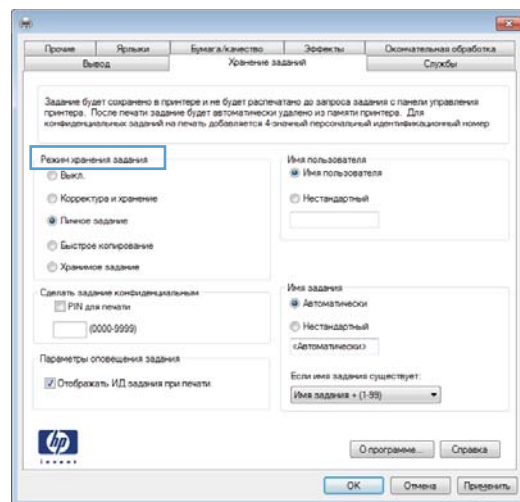 Прочие Ярлыки Бумага/качество Эффекты Окончательная обработка
Вывод Хранение заданий Службы
Задание будет сохранено в принтере и не будет распечатано до запроса задания с панели управления
принтера. После печати задание будет автоматически удалено из памяти принтера. Для
конфиденциальных заданий на печать добавляется 4-значный персональный идентификационный номер
Режим хранения задания
Выкл.
Корректура и хранение
Личное задание
Быстрое копирование
Хранимое задание
Имя пользователя
Имя пользователя
Нестандартный
Сделать задание конфиденциальным
PIN для печати
(0000-9999)
Имя задания
Автоматически
Нестандартный
<Автоматически>
Параметры оповещения задания
Отображать ИД задания при печати
Если имя задания существует:
Имя задания + (1-99)
hp
invent
О программе... Справка
OK Отмена Применить